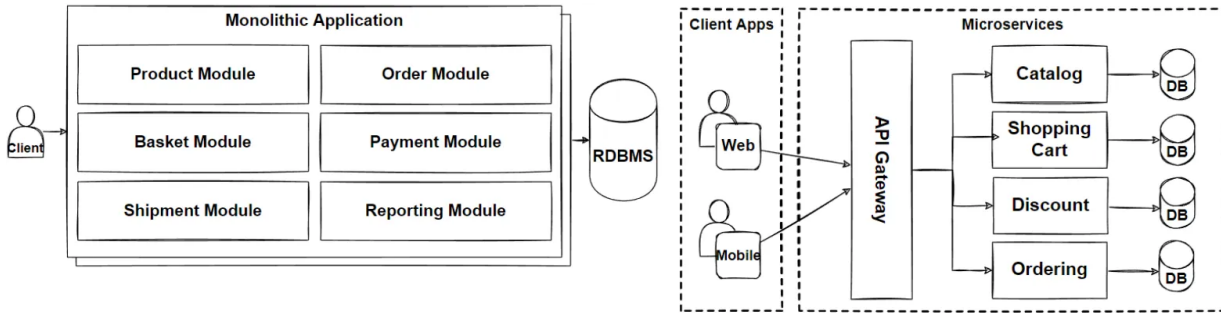 Monolithic Application
Product Module
Order Module
Basket Module
Payment Module
Shipment Module
Reporting Module
Client
RDBMS
Client Apps
Web
Mobile
Microservices
API Gateway
Catalog
DB
Shopping
Cart
DB
Discount
DB
Ordering
DB